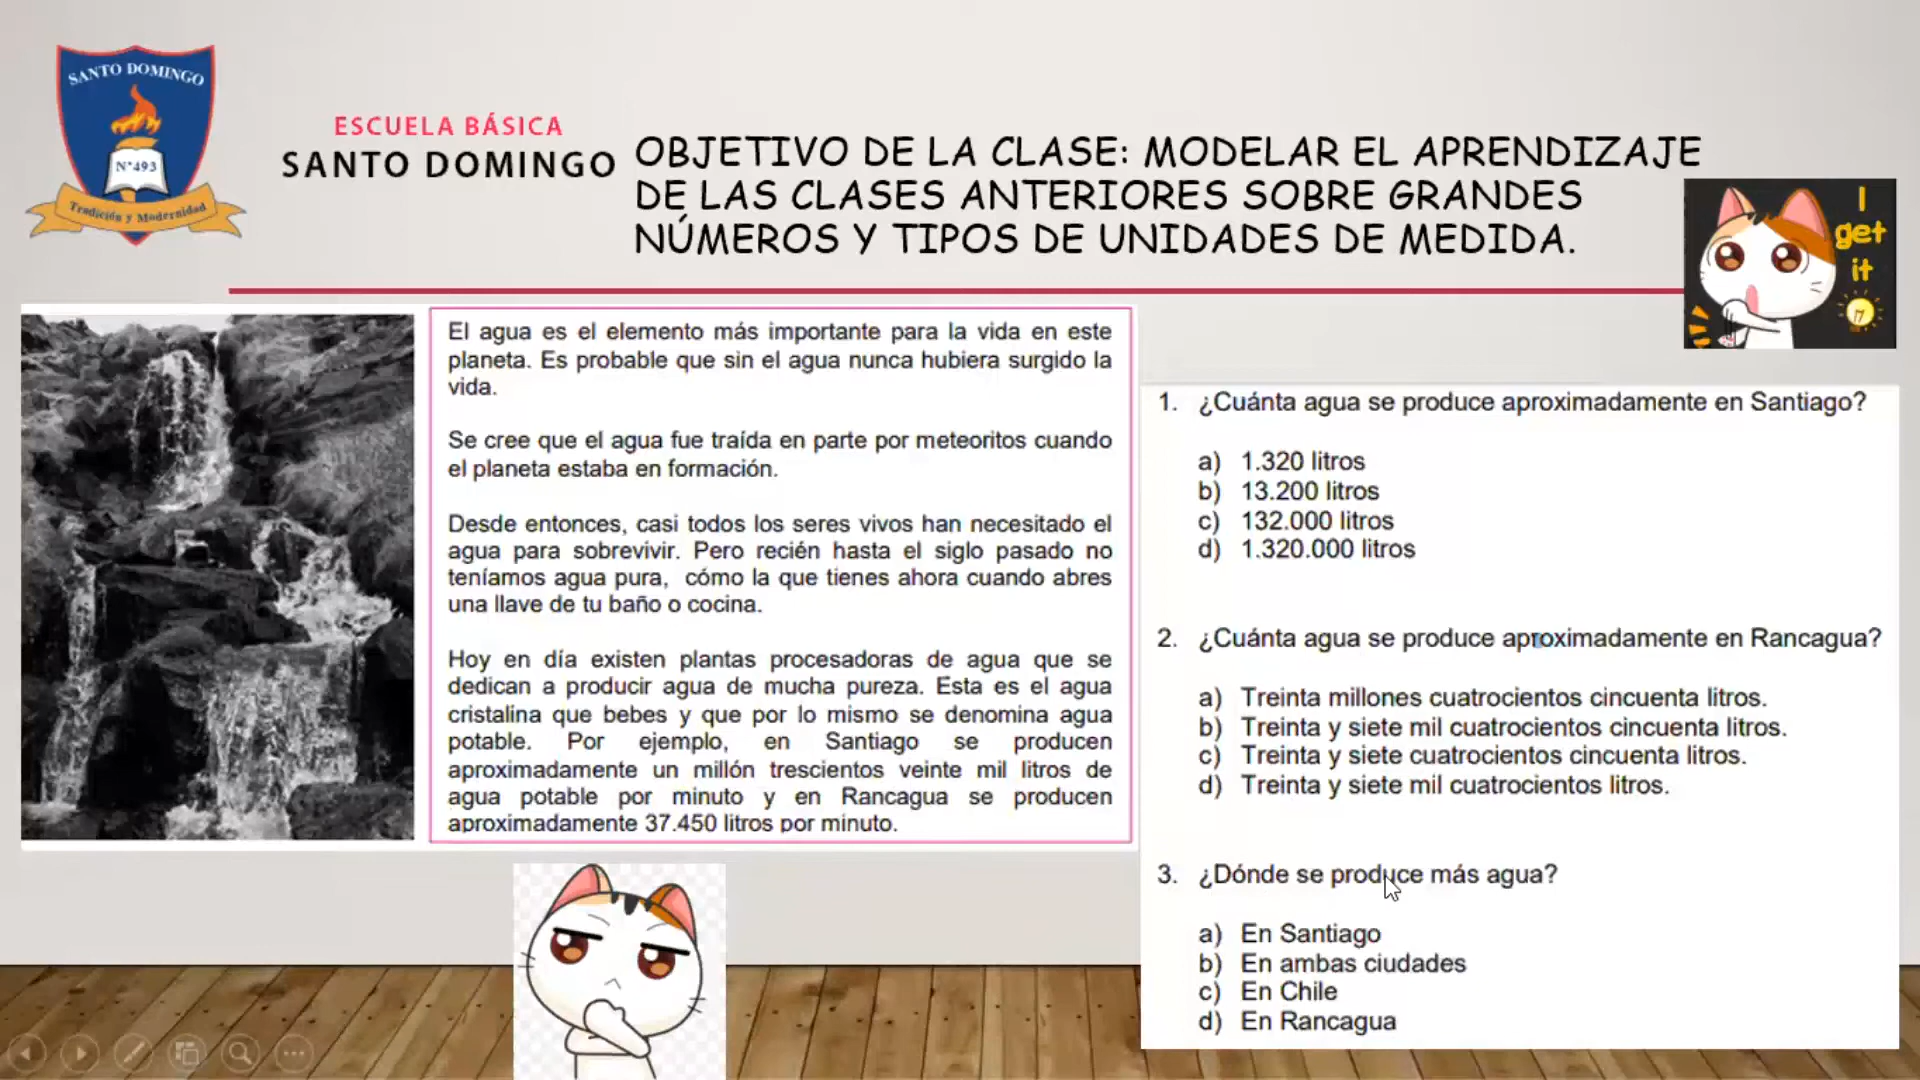 SANTO DOMINGO
N°493
Tradición y Modernidad
ESCUELA BÁSICA
SANTO DOMINGO
OBJETIVO DE LA CLASE: MODELAR EL APRENDIZAJE
DE LAS CLASES ANTERIORES SOBRE GRANDES
NÚMEROS Y TIPOS DE UNIDADES DE MEDIDA.
I
get
it
El agua es el elemento más importante para la vida en este
planeta. Es probable que sin el agua nunca hubiera surgido la
vida.
Se cree que el agua fue traída en parte por meteoritos cuando
el planeta estaba en formación.
Desde entonces, casi todos los seres vivos han necesitado el
agua para sobrevivir. Pero recién hasta el siglo pasado no
teníamos agua pura, cómo la que tienes ahora cuando abres
una llave de tu baño o cocina.
Hoy en día existen plantas procesadoras de agua que se
dedican a producir agua de mucha pureza. Esta es el agua
cristalina que bebes y que por lo mismo se denomina agua
potable. Por ejemplo, en Santiago se producen
aproximadamente un millón trescientos veinte mil litros de
agua potable por minuto y en Rancagua se producen
aproximadamente 37.450 litros por minuto.
1. ¿Cuánta agua se produce aproximadamente en Santiago?
a) 1.320 litros
b) 13.200 litros
c) 132.000 litros
d) 1.320.000 litros
2. ¿Cuánta agua se produce aproximadamente en Rancagua?
a) Treinta millones cuatrocientos cincuenta litros.
b) Treinta y siete mil cuatrocientos cincuenta litros.
c) Treinta y siete cuatrocientos cincuenta litros.
d) Treinta y siete mil cuatrocientos litros.
3. ¿Dónde se produce más agua?
a) En Santiago
b) En ambas ciudades
c) En Chile
d) En Rancagua